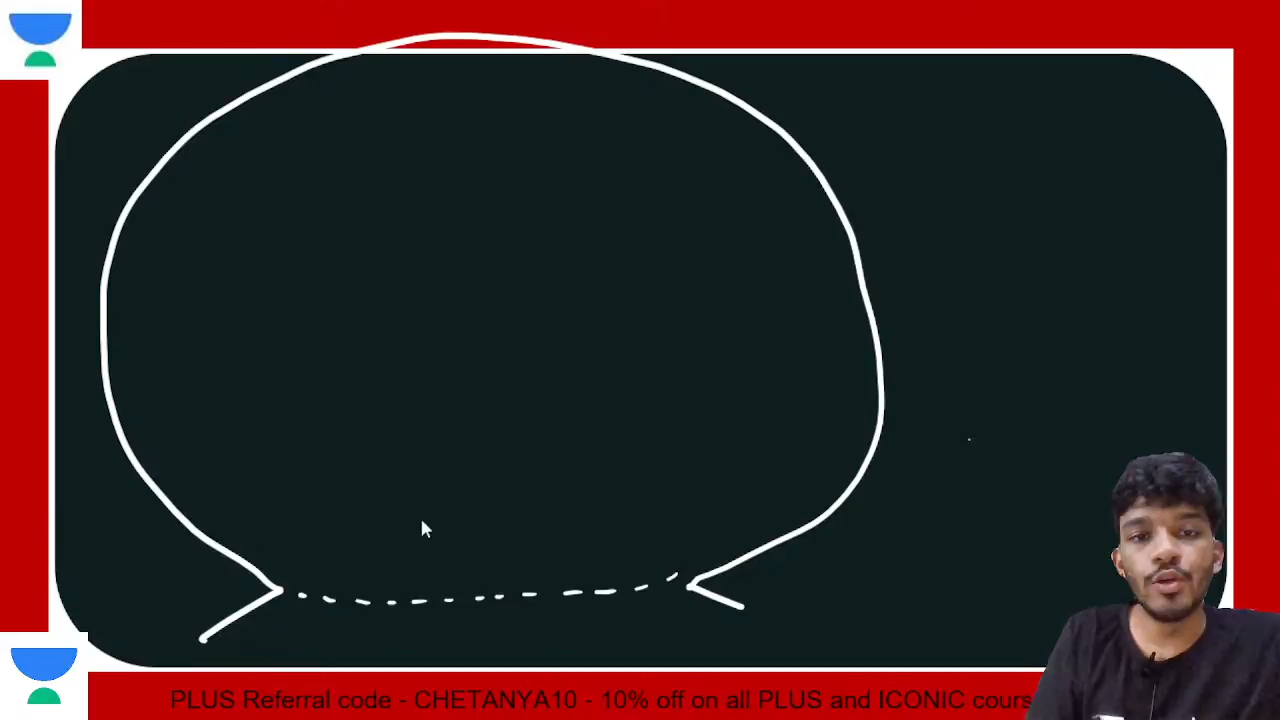 PLUS Referral code - CHETANYA10 - 10% off on all PLUS and ICONIC cours